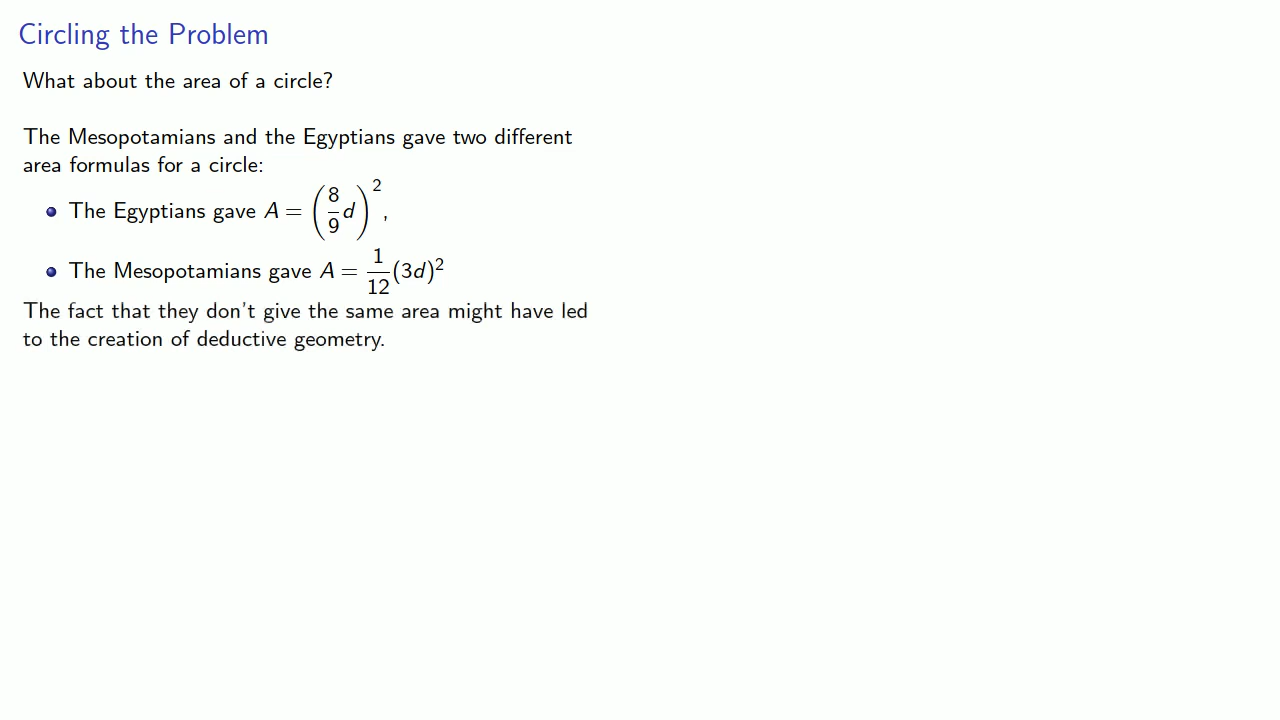 Circling the Problem
What about the area of a circle?
The Mesopotamians and the Egyptians gave two different
area formulas for a circle:
• The Egyptians gave A = (8/9 d)²,
• The Mesopotamians gave A = 1/12 (3d)²
The fact that they don't give the same area might have led
to the creation of deductive geometry.